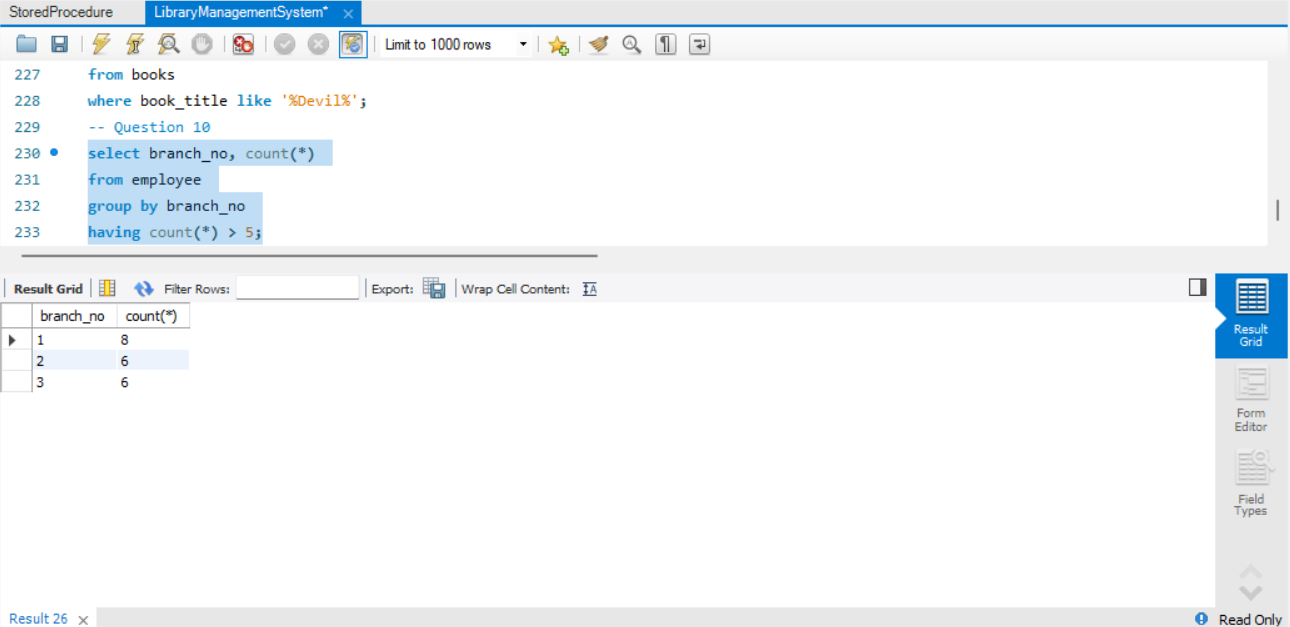 StoredProcedure LibraryManagementSystem* ×
Limit to 1000 rows
227 from books
228 where book_title like '%Devil%';
229 -- Question 10
230 select branch_no, count(*)
231 from employee
232 group by branch_no
233 having count(*) > 5;
Result Grid Filter Rows: Export: Wrap Cell Content: IA
branch_no count(*)
1 8
2 6
3 6
Result
Grid
Form
Editor
Field
Types
Result 26 × Read Only